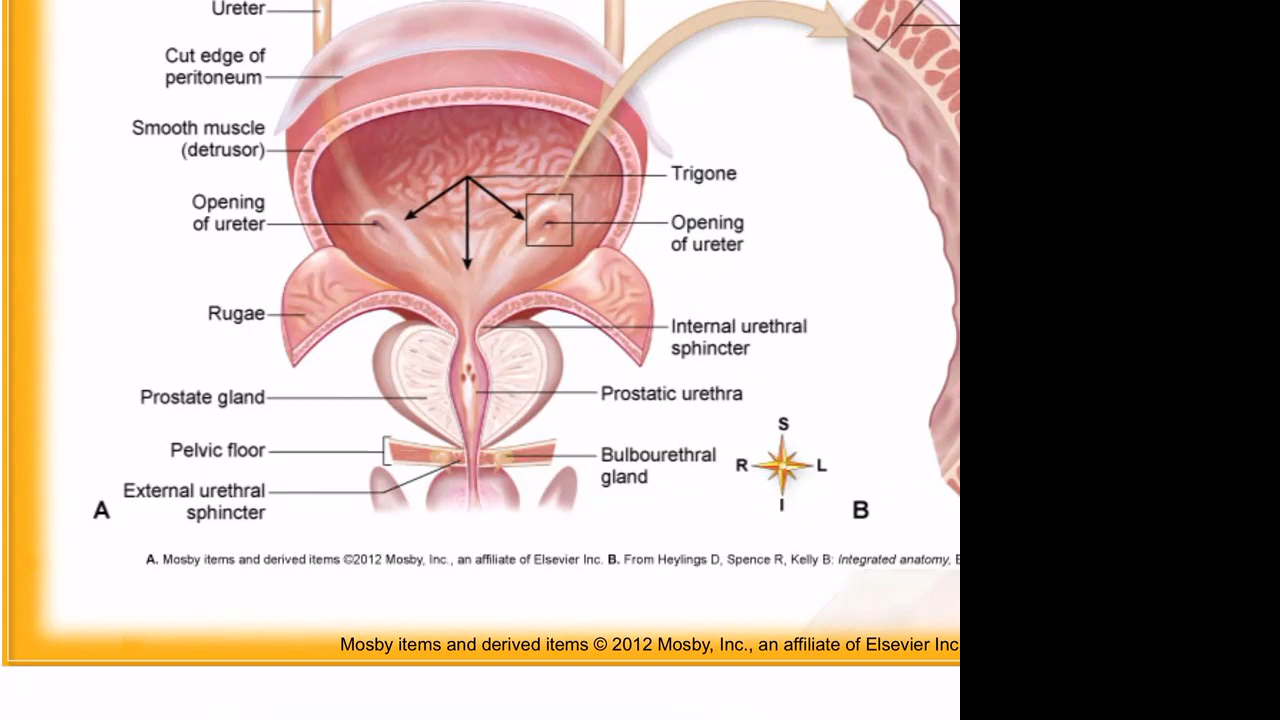 Ureter
Cut edge of
peritoneum
Smooth muscle
(detrusor)
Opening
of ureter
Rugae
Prostate gland
Pelvic floor
External urethral
sphincter
A
Trigone
Opening
of ureter
Internal urethral
sphincter
Prostatic urethra
Bulbourethral
gland
S
R L
I
B
A. Mosby items and derived items ©2012 Mosby, Inc., an affiliate of Elsevier Inc. B. From Heylings D, Spence R, Kelly B: Integrated anatomy,
Mosby items and derived items © 2012 Mosby, Inc., an affiliate of Elsevier Inc